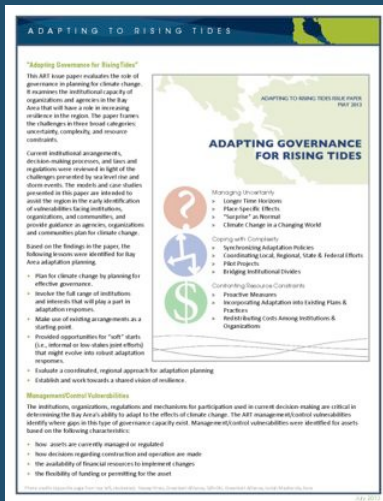 ADAPTING TO RISING TIDES
"Adapting Governance for Rising Tides"
This ART issue paper evaluates the role of
governance in planning for climate change.
It examines the institutional capacity of
organizations and agencies in the Bay
Area that will have a role in increasing
resilience in the region. The paper frames
the challenges in three broad categories:
uncertainty, complexity, and resource
constraints.
Current institutional arrangements,
decision-making processes, and laws and
regulations were reviewed in light of the
challenges presented by sea level rise and
storm events. The models and case studies
presented in this paper are intended to
assist the region in the early identification
of vulnerabilities facing institutions,
organizations, and communities, and
provide guidance as agencies, organizations
and communities plan for climate change.
Based on the findings in the paper, the
following lessons were identified for Bay
Area adaptation planning.
• Plan for climate change by planning for
effective governance.
• Involve the full range of institutions
and interests that will play a part in
adaptation responses.
• Make use of existing arrangements as a
starting point.
• Provided opportunities for "soft" starts
(i.e., informal or low-stakes joint efforts)
that might evolve into robust adaptation
responses.
• Evaluate a coordinated, regional approach for adaptation planning
• Establish and work towards a shared vision of resilience.
ADAPTING TO RISING TIDES ISSUE PAPER
MAY 2013
ADAPTING GOVERNANCE
FOR RISING TIDES
?
Managing Uncertainty
» Longer Time Horizons
» Place-Specific Effects
» "Surprise" as Normal
» Climate Change in a Changing World
Coping with Complexity
» Synchronizing Adaptation Policies
» Coordinating Local, Regional, State & Federal Efforts
» Pilot Projects
» Bridging Institutional Divides
$
Confronting Resource Constraints
» Proactive Measures
» Incorporating Adaptation into Existing Plans &
Practices
» Redistributing Costs Among Institutions &
Organizations
Management/Control Vulnerabilities
The institutions, organizations, regulations and mechanisms for participation used in current decision making are critical in
determining the Bay Area's ability to adapt to the effects of climate change. The ART management/control vulnerabilities
identify where gaps in this type of governance capacity exist. Management/control vulnerabilities were identified for assets
based on the following characteristics:
• how assets are currently managed or regulated
• how decisions regarding construction and operation are made
• the availability of financial resources to implement changes
• the flexibility of funding or permitting for the asset